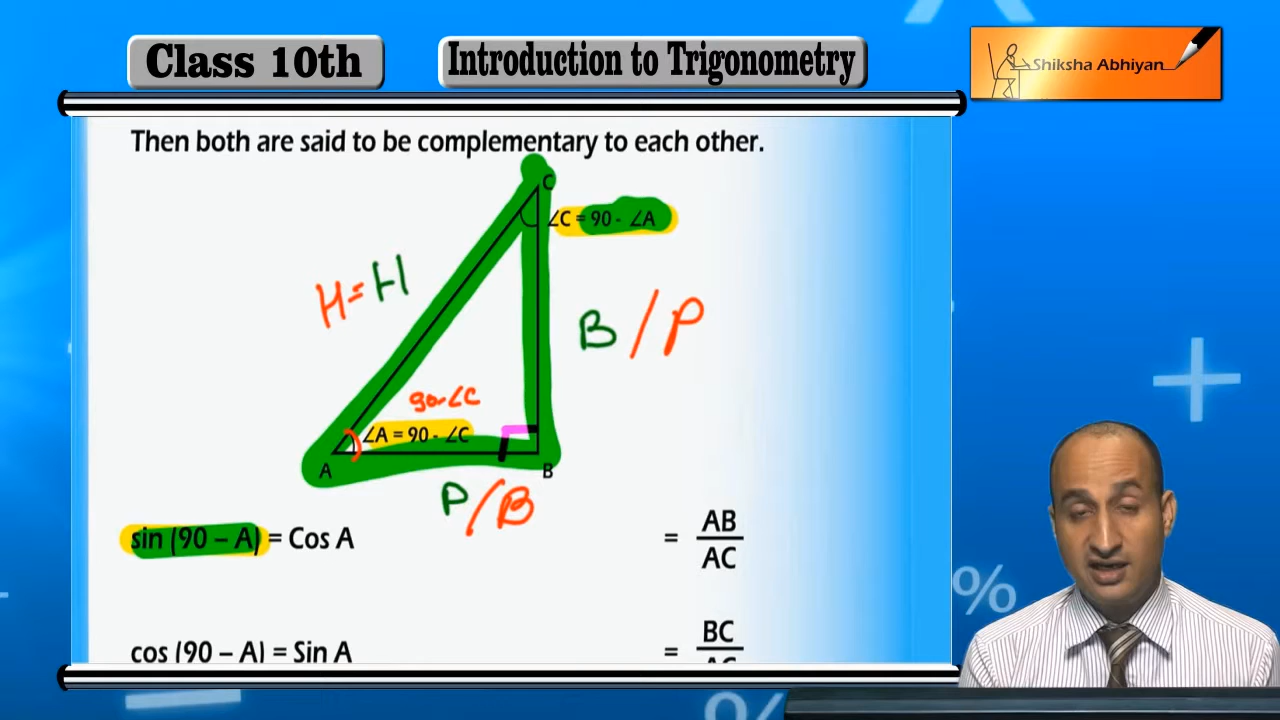 Class 10th
Introduction to Trigonometry
Shiksha Abhiyan
Then both are said to be complementary to each other.
C
∠C = 90 - ∠A
H = H
B / P
90-∠C
∠A = 90 - ∠C
A
B
P / B
sin (90 – A) = Cos A = AB
AC
cos (90 – A) = Sin A = BC
AC
%
%